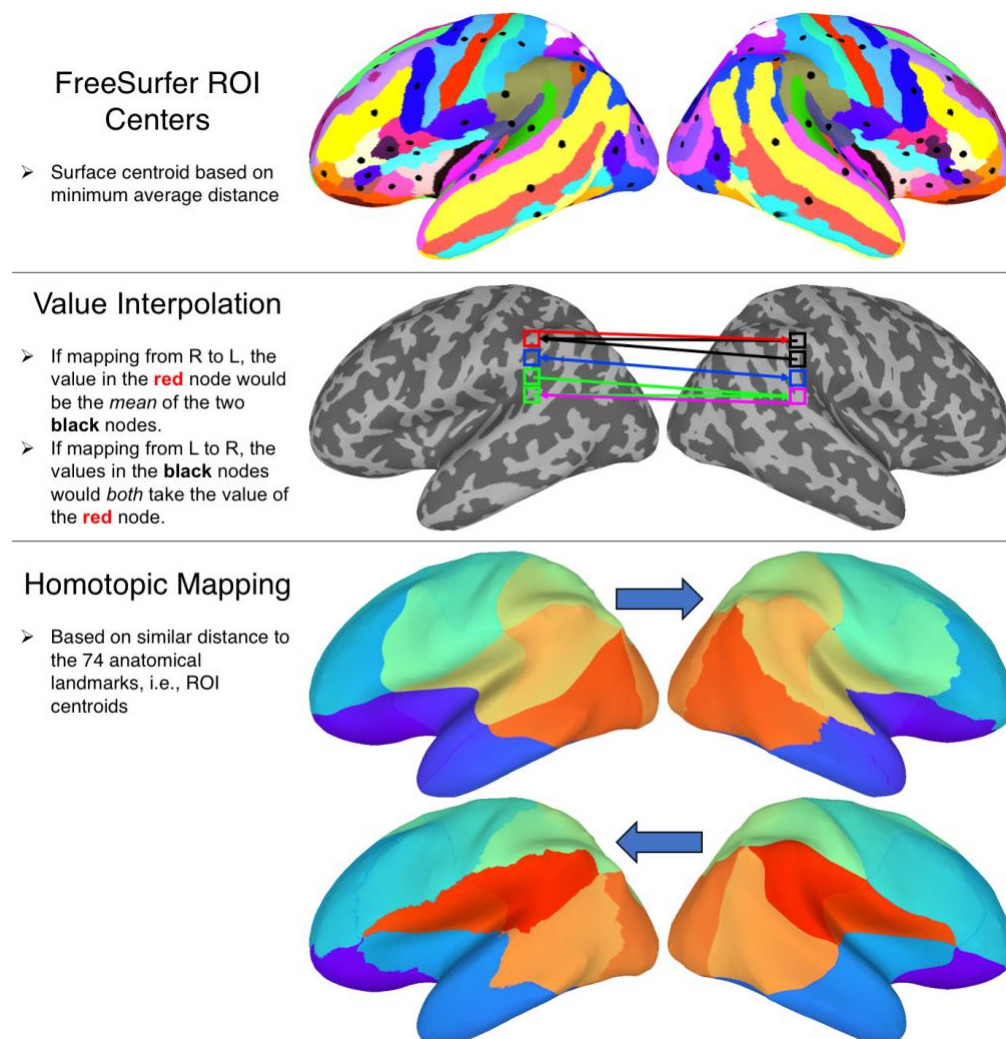 FreeSurfer ROI
Centers
➢ Surface centroid based on
minimum average distance
Value Interpolation
➢ If mapping from R to L, the
value in the red node would
be the mean of the two
black nodes.
➢ If mapping from L to R, the
values in the black nodes
would both take the value of
the red node.
Homotopic Mapping
➢ Based on similar distance to
the 74 anatomical
landmarks, i.e., ROI
centroids